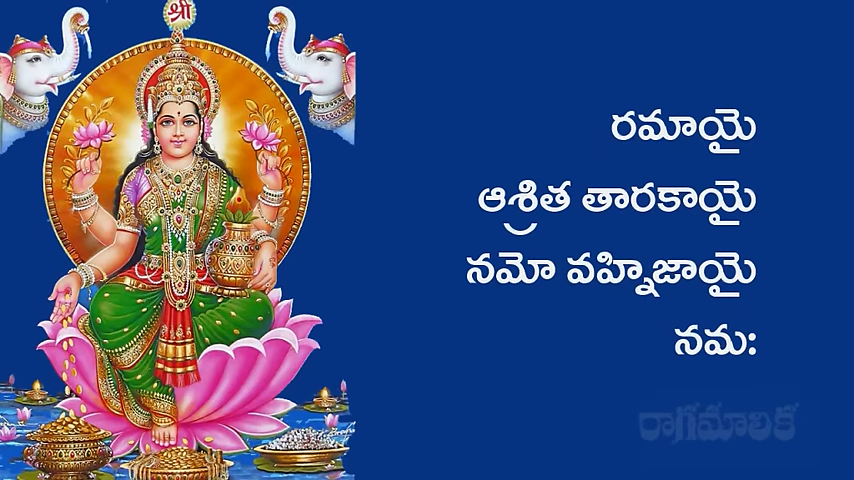 श्री
రమాయై
ఆశ్రిత తారకాయై
నమో వహ్నిజాయై
నమః
రాగమాలిక